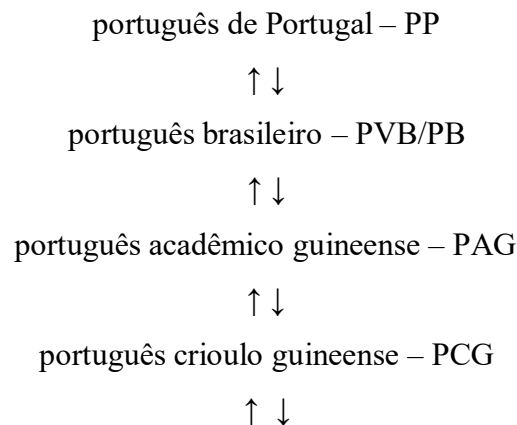 português de Portugal – PP
↑ ↓
português brasileiro – PVB/PB
↑ ↓
português acadêmico guineense – PAG
↑ ↓
português crioulo guineense – PCG
↑ ↓